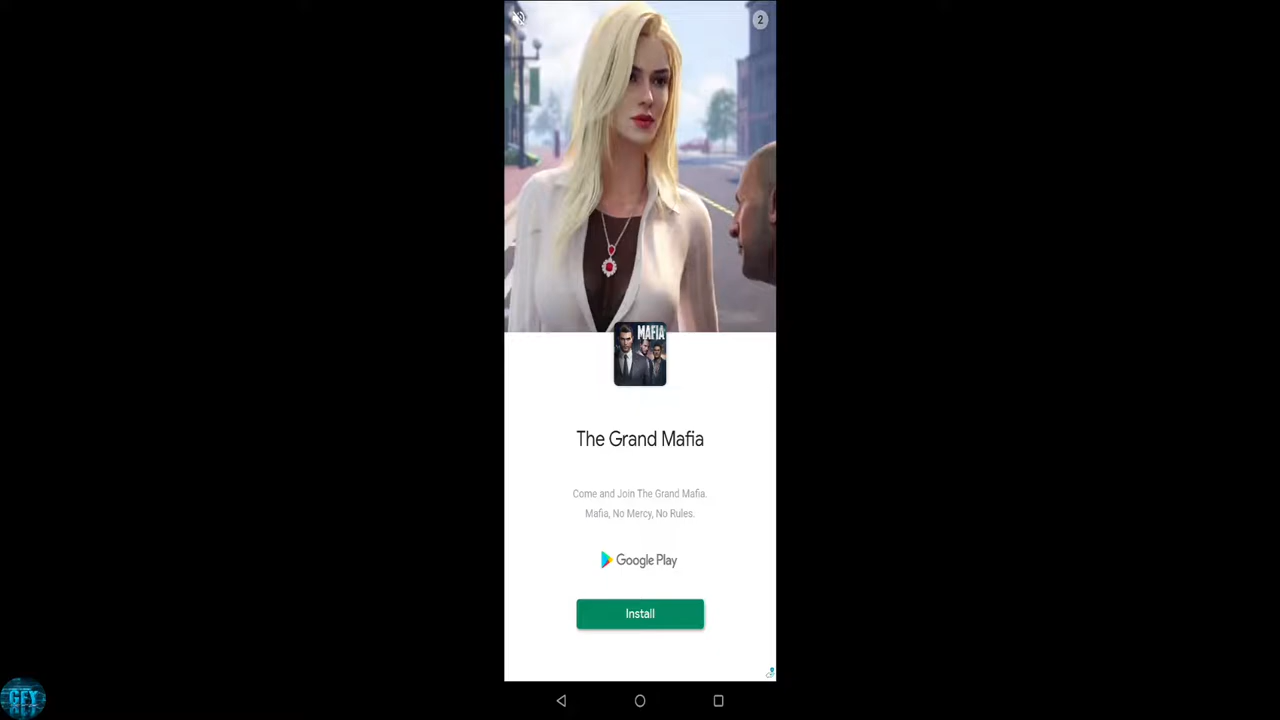 2
MAFIA
The Grand Mafia
Come and Join The Grand Mafia.
Mafia, No Mercy, No Rules.
Google Play
Install
GFY